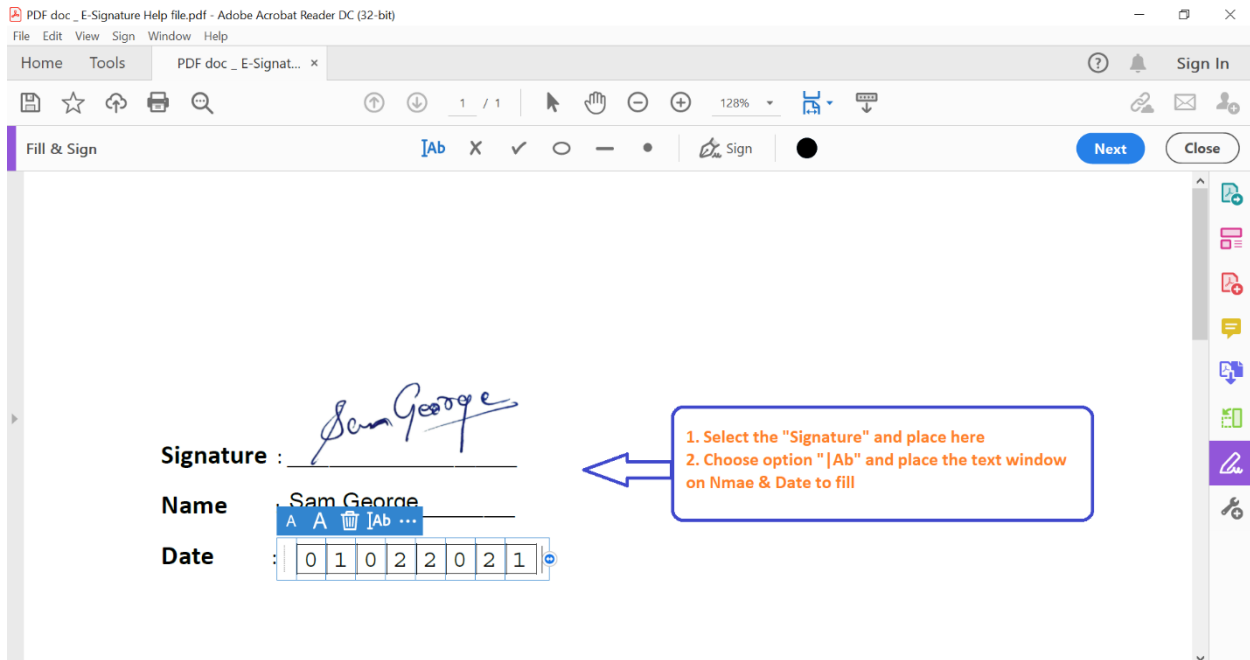 PDF doc _ E-Signature Help file.pdf - Adobe Acrobat Reader DC (32-bit)
File Edit View Sign Window Help
Home Tools PDF doc _ E-Signat... × Sign In
1 / 1 128%
Fill & Sign IAb Sign Next Close
Sam George
Signature : ___________________
1. Select the "Signature" and place here
2. Choose option "|Ab" and place the text window
on Nmae & Date to fill
Name : Sam George
A A IAb ...
Date : 0 1 0 2 2 0 2 1